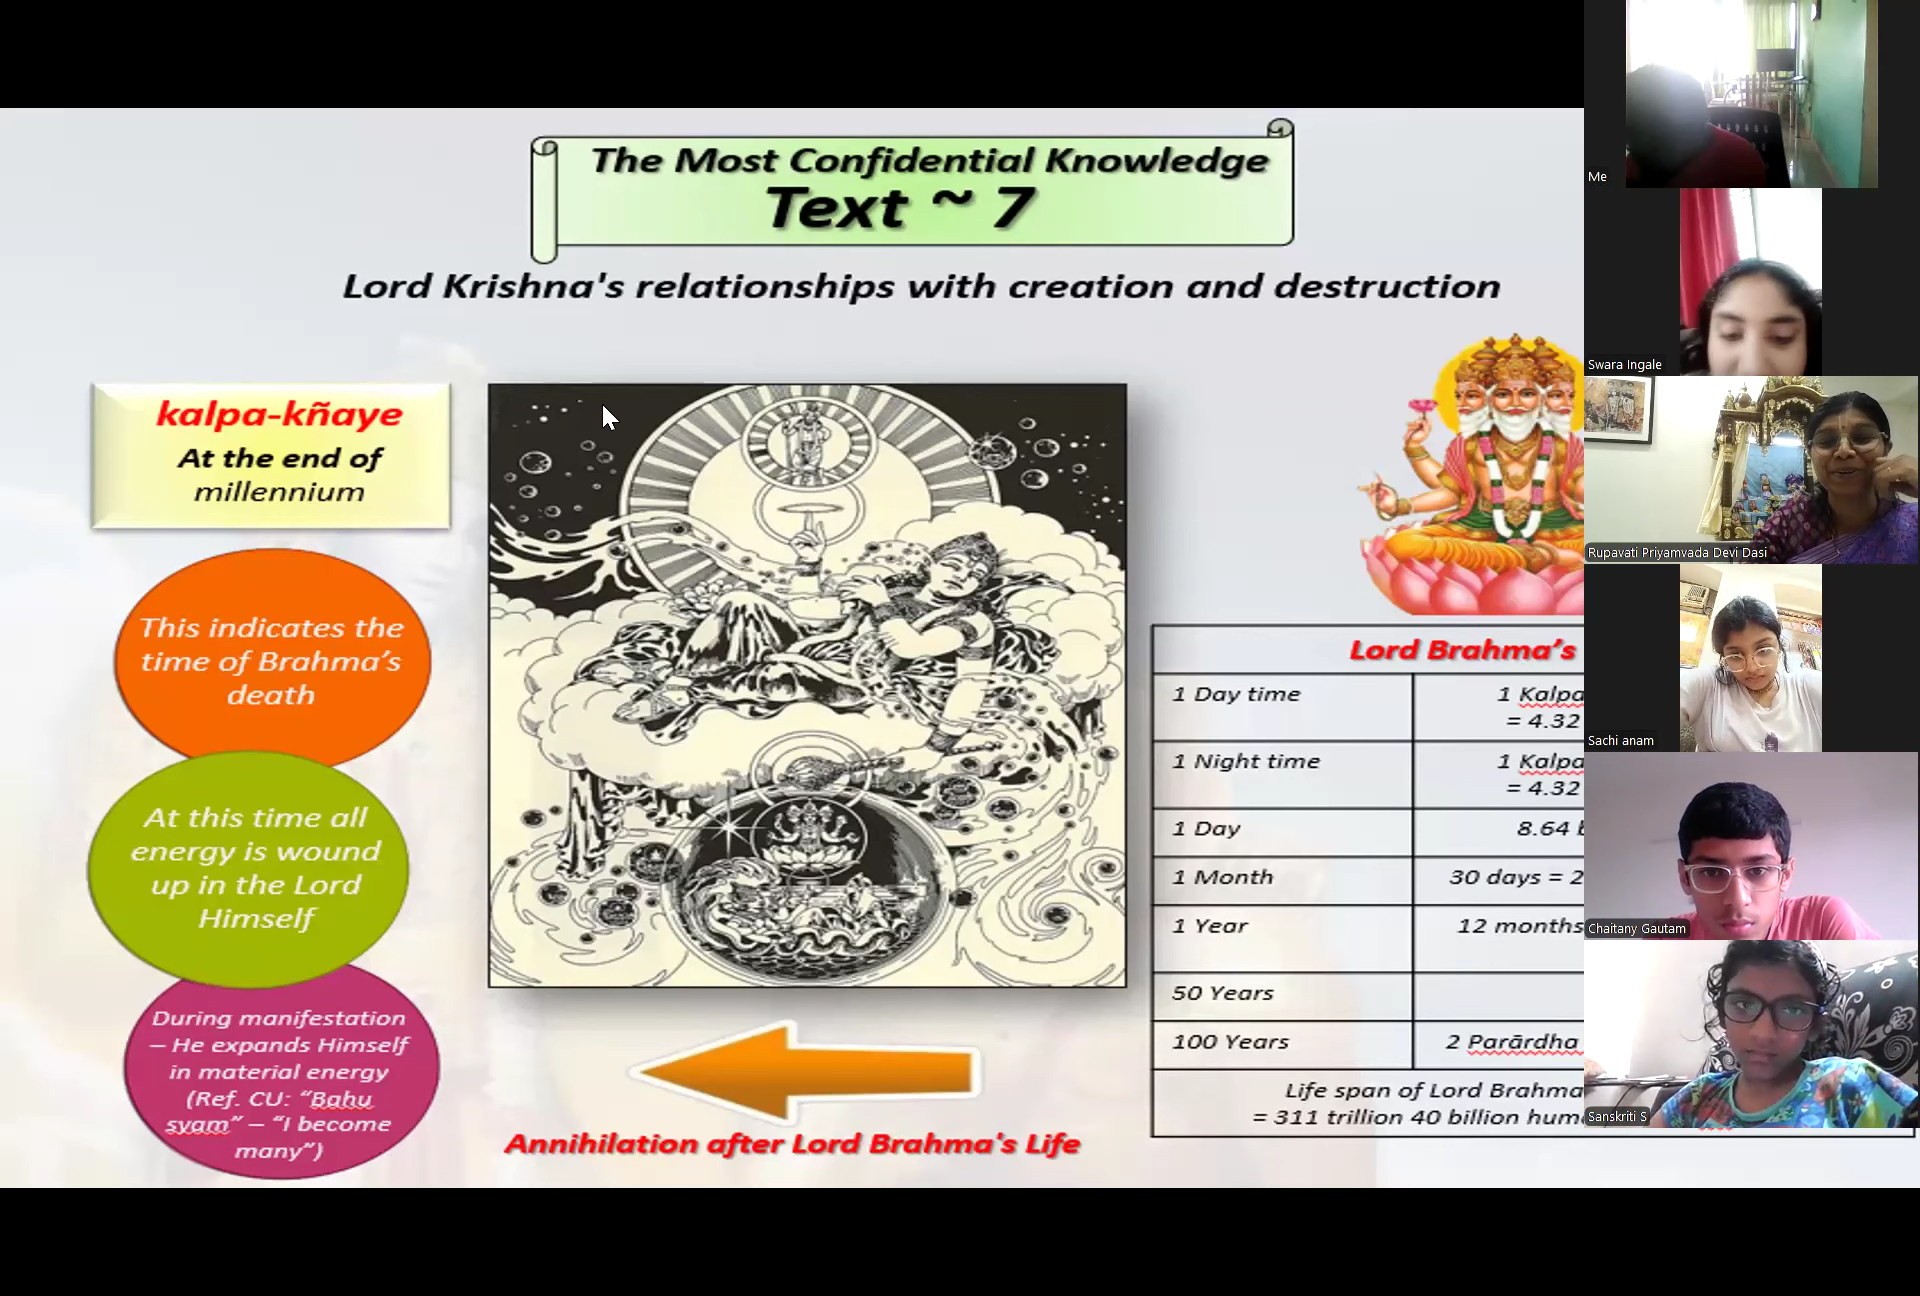 The Most Confidential Knowledge
Text ~ 7
Lord Krishna's relationships with creation and destruction
kalpa-kñaye
At the end of
millennium
This indicates the
time of Brahma's
death
At this time all
energy is wound
up in the Lord
Himself
During manifestation
– He expands Himself
in material energy
(Ref. CU: “Bahu
syam” – “I become
many”)
Annihilation after Lord Brahma's Life
Lord Brahma’s
1 Day time
1 Kalpa
= 4.32
1 Night time
1 Kalpa
= 4.32
1 Day
8.64
1 Month
30 days = 2
1 Year
12 months
50 Years
100 Years
2 Parārdha
Life span of Lord Brahma
= 311 trillion 40 billion
Me
Swara Ingale
Rupavati Priyamvada Devi Dasi
Sachi anam
Chaitany Gautam
Sanskriti S